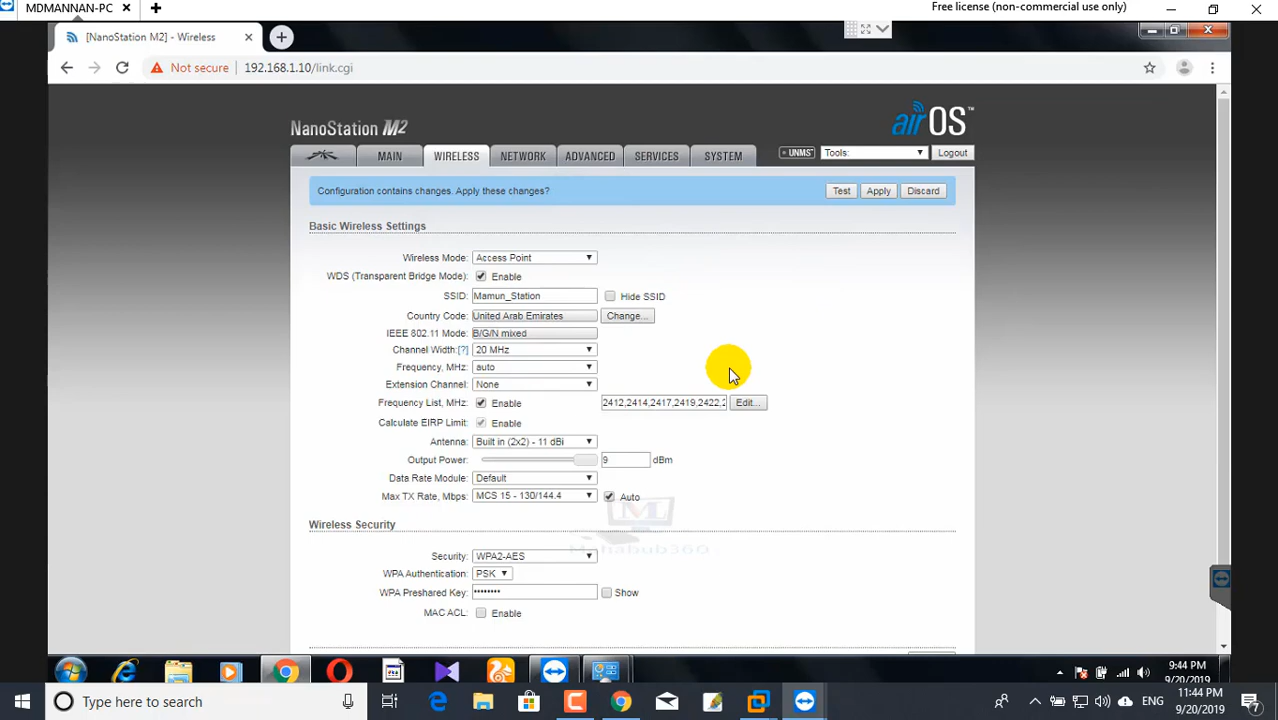 MDMANNAN-PC
Free license (non-commercial use only)
[NanoStation M2] - Wireless
Not secure 192.168.1.10/link.cgi
NanoStation M2
airOS™
MAIN WIRELESS NETWORK ADVANCED SERVICES SYSTEM UNMS Tools: Logout
Configuration contains changes. Apply these changes? Test Apply Discard
Basic Wireless Settings
Wireless Mode: Access Point
WDS (Transparent Bridge Mode): Enable
SSID: Mamun_Station Hide SSID
Country Code: United Arab Emirates Change...
IEEE 802.11 Mode: B/G/N mixed
Channel Width:[?] 20 MHz
Frequency, MHz: auto
Extension Channel: None
Frequency List, MHz: Enable 2412,2414,2417,2419,2422,2 Edit...
Calculate EIRP Limit: Enable
Antenna: Built in (2x2) - 11 dBi
Output Power: 9 dBm
Data Rate Module: Default
Max TX Rate, Mbps: MCS 15 - 130/144.4 Auto
Wireless Security
Mahabub360
Security: WPA2-AES
WPA Authentication: PSK
WPA Preshared Key: •••••••• Show
MAC ACL: Enable
9:44 PM
9/20/2019
Type here to search
ENG
11:44 PM
9/20/2019
7